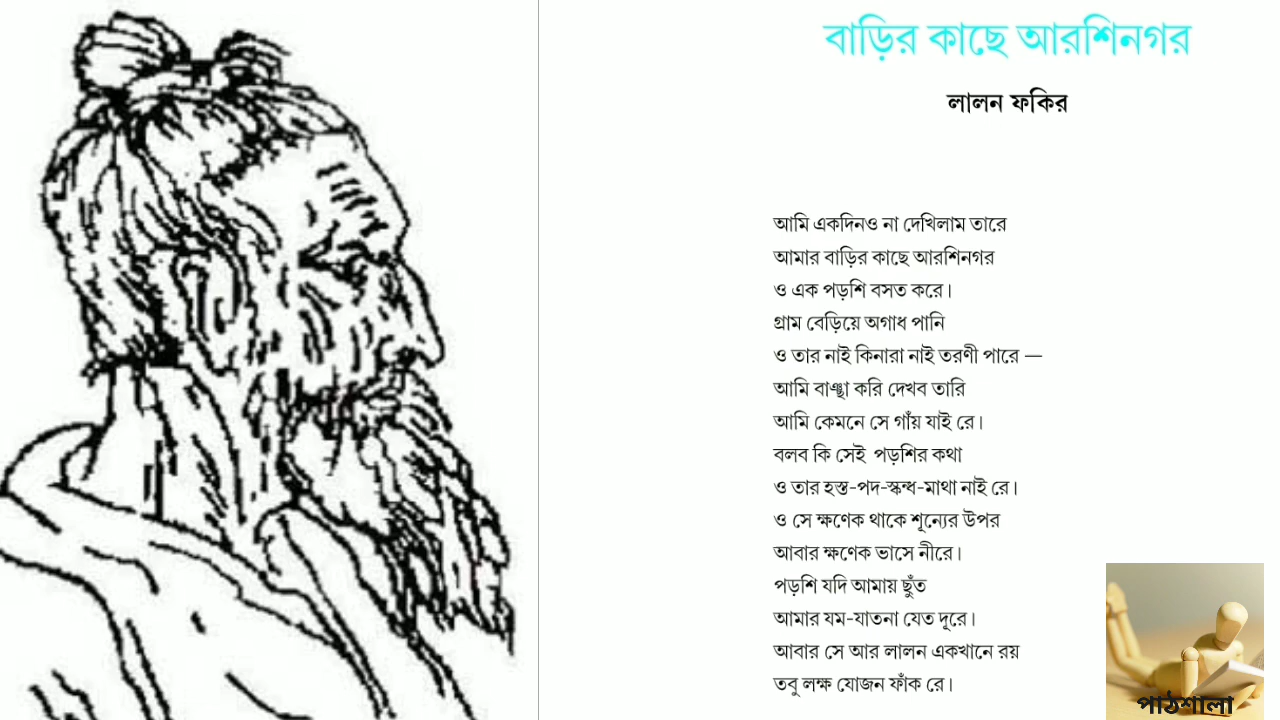 বাড়ির কাছে আরশিনগর
লালন ফকির
আমি একদিনও না দেখিলাম তারে
আমার বাড়ির কাছে আরশিনগর
ও এক পড়শি বসত করে।
গ্রাম বেড়িয়ে অগাধ পানি
ও তার নাই কিনারা নাই তরণী পারে —
আমি বাঞ্ছা করি দেখব তারি
আমি কেমনে সে গাঁয় যাই রে।
বলব কি সেই পড়শির কথা
ও তার হস্ত-পদ-স্কন্ধ-মাথা নাই রে।
ও সে ক্ষণেক থাকে শূন্যের উপর
আবার ক্ষণেক ভাসে নীরে।
পড়শি যদি আমায় ছুঁত
আমার যম-যাতনা যেত দূরে।
আবার সে আর লালন একখানে রয়
তবু লক্ষ যোজন ফাঁক রে।
পাঠশালা